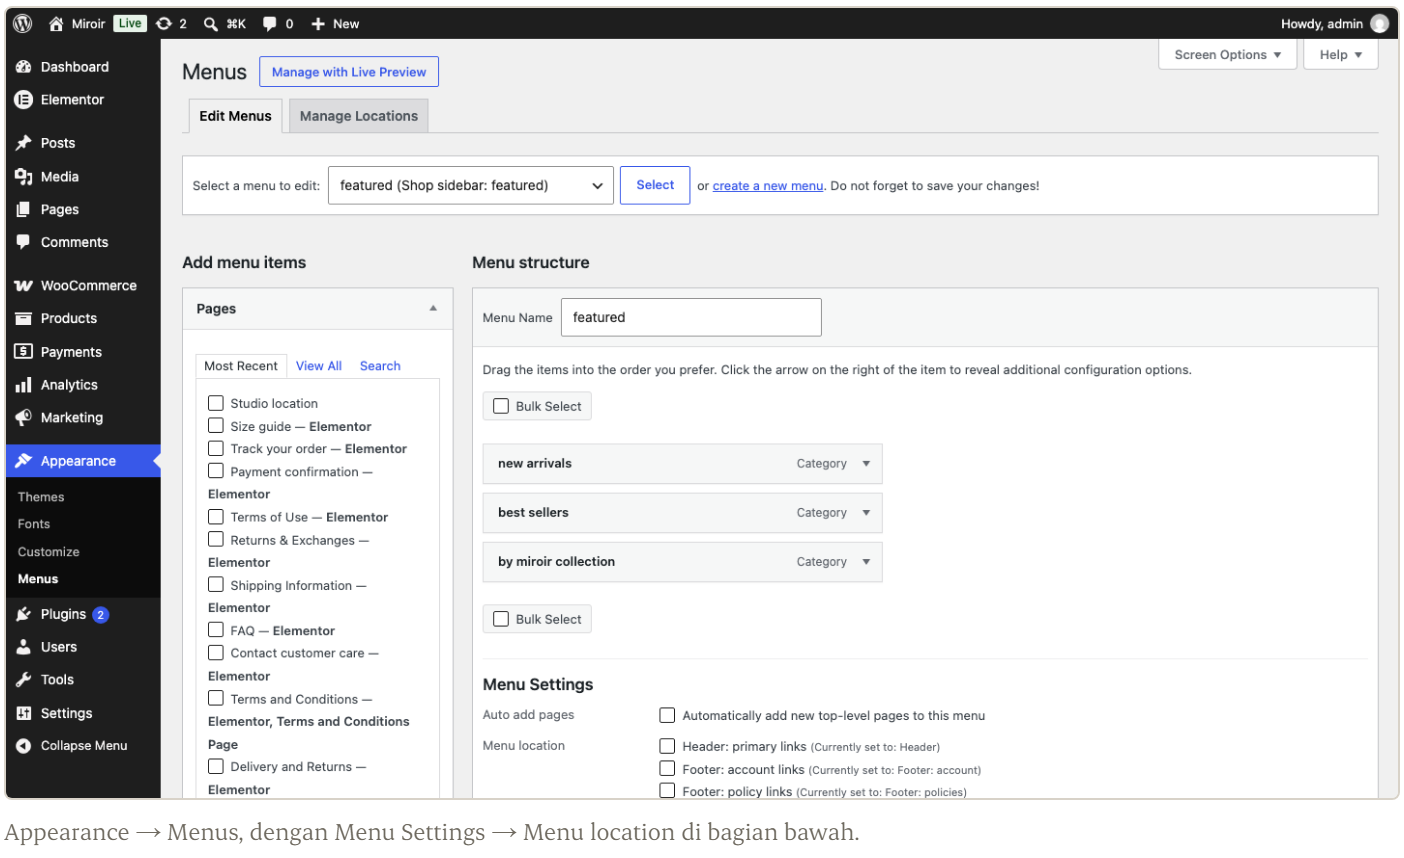 Miroir Live 2 ⌘K 0 New
Howdy, admin
Dashboard
Elementor
Posts
Media
Pages
Comments
WooCommerce
Products
Payments
Analytics
Marketing
Appearance
Themes
Fonts
Customize
Menus
Plugins 2
Users
Tools
Settings
Collapse Menu
Screen Options ▼
Help ▼
Menus
Manage with Live Preview
Edit Menus
Manage Locations
Select a menu to edit: featured (Shop sidebar: featured) Select or create a new menu. Do not forget to save your changes!
Add menu items
Pages
Most Recent View All Search
Studio location
Size guide — Elementor
Track your order — Elementor
Payment confirmation —
Elementor
Terms of Use — Elementor
Returns & Exchanges —
Elementor
Shipping Information —
Elementor
FAQ — Elementor
Contact customer care —
Elementor
Terms and Conditions —
Elementor, Terms and Conditions
Page
Delivery and Returns —
Elementor
Menu structure
Menu Name featured
Drag the items into the order you prefer. Click the arrow on the right of the item to reveal additional configuration options.
Bulk Select
new arrivals Category ▼
best sellers Category ▼
by miroir collection Category ▼
Bulk Select
Menu Settings
Auto add pages Automatically add new top-level pages to this menu
Menu location Header: primary links (Currently set to: Header)
Footer: account links (Currently set to: Footer: account)
Footer: policy links (Currently set to: Footer: policies)
Appearance → Menus, dengan Menu Settings → Menu location di bagian bawah.